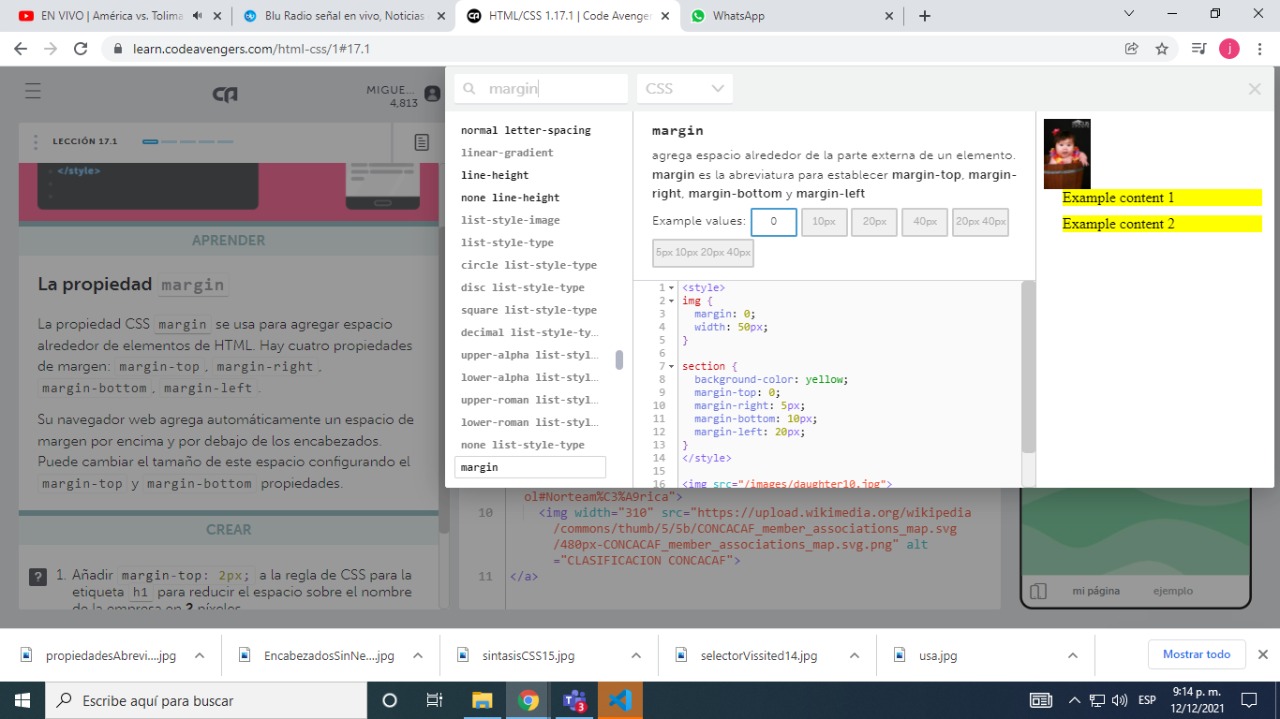 EN VIVO | América vs. Tolima
Blu Radio señal en vivo, Noticias
HTML/CSS 1.17.1 | Code Avenge
WhatsApp
learn.codeavengers.com/html-css/1#17.1
j
MIGUE...
4,813
LECCIÓN 17.1
</style>
APRENDER
La propiedad margin
La propiedad CSS margin se usa para agregar espacio
alrededor de elementos de HTML. Hay cuatro propiedades
de margen: margin-top, margin-right,
margin-bottom, margin-left.
Su navegador web agrega automáticamente un espacio de
margen por encima y por debajo de los encabezados.
Puede cambiar el tamaño de este espacio configurando el
margin-top y margin-bottom propiedades.
CREAR
? 1. Añadir margin-top: 2px; a la regla de CSS para la
etiqueta h1 para reducir el espacio sobre el nombre
de la empresa en 2 píxeles
margin
CSS
normal letter-spacing
linear-gradient
line-height
none line-height
list-style-image
list-style-type
circle list-style-type
disc list-style-type
square list-style-type
decimal list-style-ty...
upper-alpha list-styl...
lower-alpha list-styl...
upper-roman list-styl...
lower-roman list-styl...
none list-style-type
margin
margin
agrega espacio alrededor de la parte externa de un elemento.
margin es la abreviatura para establecer margin-top, margin-
right, margin-bottom y margin-left
Example values: 0 10px 20px 40px 20px 40px
5px 10px 20px 40px
1 <style>
2 img {
3 margin: 0;
4 width: 50px;
5 }
6
7 section {
8 background-color: yellow;
9 margin-top: 0;
10 margin-right: 5px;
11 margin-bottom: 10px;
12 margin-left: 20px;
13 }
14 </style>
15
16 <img src="/images/daughter10.jpg">
Example content 1
Example content 2
ol#Norteam%C3%A9rica">
10 <img width="310" src="https://upload.wikimedia.org/wikipedia
/commons/thumb/5/5b/CONCACAF_member_associations_map.svg
/480px-CONCACAF_member_associations_map.svg.png" alt
="CLASIFICACION CONCACAF">
11 </a>
mi página
ejemplo
propiedadesAbrevi....jpg
EncabezadosSinNe....jpg
sintasisCSS15.jpg
selectorVissited14.jpg
usa.jpg
Mostrar todo
Escribe aquí para buscar
3
ESP
9:14 p. m.
12/12/2021